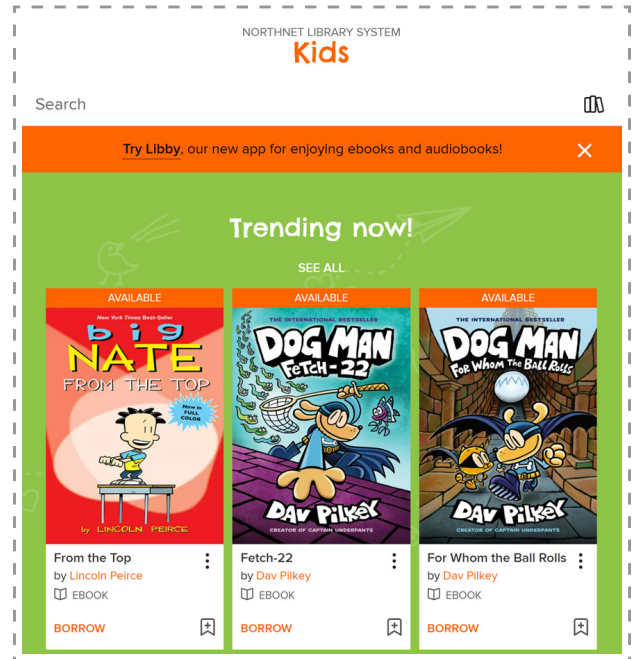 NORTHNET LIBRARY SYSTEM
Kids
Search
Try Libby, our new app for enjoying ebooks and audiobooks!
Trending now!
SEE ALL
AVAILABLE
New York Times Best-Seller
big
NATE
FROM THE TOP
Now in
FULL
COLOR
by LINCOLN PEIRCE
From the Top
by Lincoln Peirce
EBOOK
BORROW
AVAILABLE
THE INTERNATIONAL BESTSELLER
DOG MAN
FETCH-22
DAV PILKEY
CREATOR OF CAPTAIN UNDERPANTS
Fetch-22
by Dav Pilkey
EBOOK
BORROW
AVAILABLE
THE INTERNATIONAL BESTSELLER
DOG MAN
For Whom The Ball Rolls
DAV PILKEY
CREATOR OF CAPTAIN UNDERPANTS
For Whom the Ball Rolls
by Dav Pilkey
EBOOK
BORROW